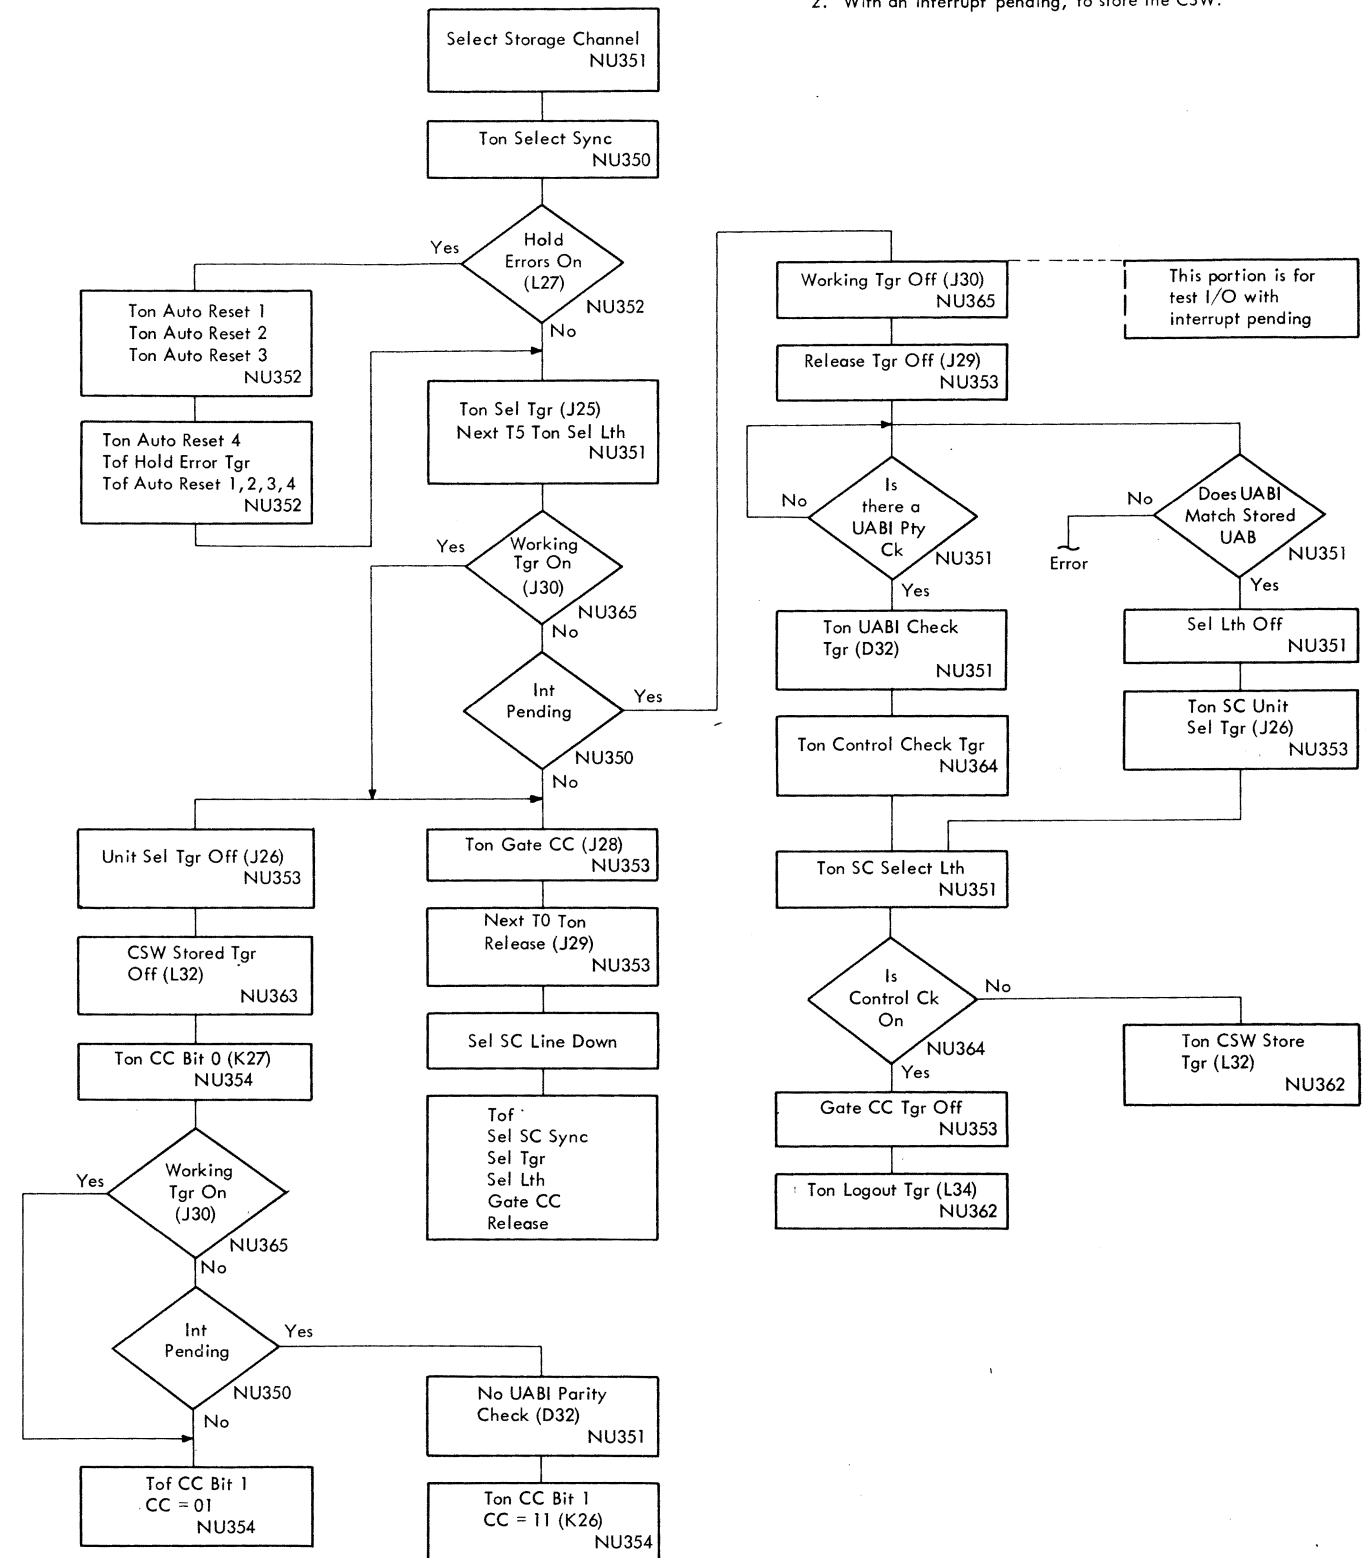 2. With an interrupt pending, to store the CSW.
Select Storage Channel
NU351
Ton Select Sync
NU350
Yes
Hold
Errors On
(L27)
NU352
No
Ton Auto Reset 1
Ton Auto Reset 2
Ton Auto Reset 3
NU352
Ton Auto Reset 4
Tof Hold Error Tgr
Tof Auto Reset 1,2,3,4
NU352
Ton Sel Tgr (J25)
Next T5 Ton Sel Lth
NU351
Yes
Working
Tgr On
(J30)
NU365
No
Int
Pending
Yes
NU350
No
Working Tgr Off (J30)
NU365
This portion is for
test I/O with
interrupt pending
Release Tgr Off (J29)
NU353
No
Is
there a
UABI Pty
Ck
NU351
Yes
No
Does UABI
Match Stored
UAB
NU351
Error
Yes
Ton UABI Check
Tgr (D32)
NU351
Sel Lth Off
NU351
Ton Control Check Tgr
NU364
Ton SC Unit
Sel Tgr (J26)
NU353
Ton SC Select Lth
NU351
Is
Control Ck
On
No
NU364
Yes
Ton CSW Store
Tgr (L32)
NU362
Gate CC Tgr Off
NU353
Ton Logout Tgr (L34)
NU362
Unit Sel Tgr Off (J26)
NU353
CSW Stored Tgr
Off (L32)
NU363
Ton CC Bit 0 (K27)
NU354
Yes
Working
Tgr On
(J30)
NU365
No
Int
Pending
Yes
NU350
No
Tof CC Bit 1
CC = 01
NU354
Ton Gate CC (J28)
NU353
Next T0 Ton
Release (J29)
NU353
Sel SC Line Down
Tof
Sel SC Sync
Sel Tgr
Sel Lth
Gate CC
Release
No UABI Parity
Check (D32)
NU351
Ton CC Bit 1
CC = 11 (K26)
NU354